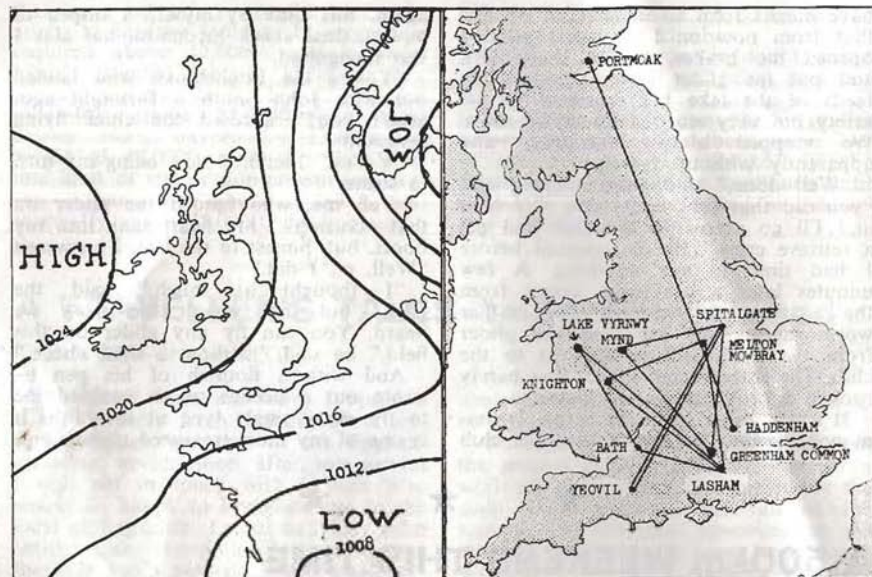 LOW
HIGH
1024
1020
1016
1012
LOW
1008
PORTMOAK
SPITALGATE
LAKE VYRNWY
MYND
MELTON
MOWBRAY
KNIGHTON
HADDENHAM
BATH
GREENHAM COMMON
YEOVIL
LASHAM